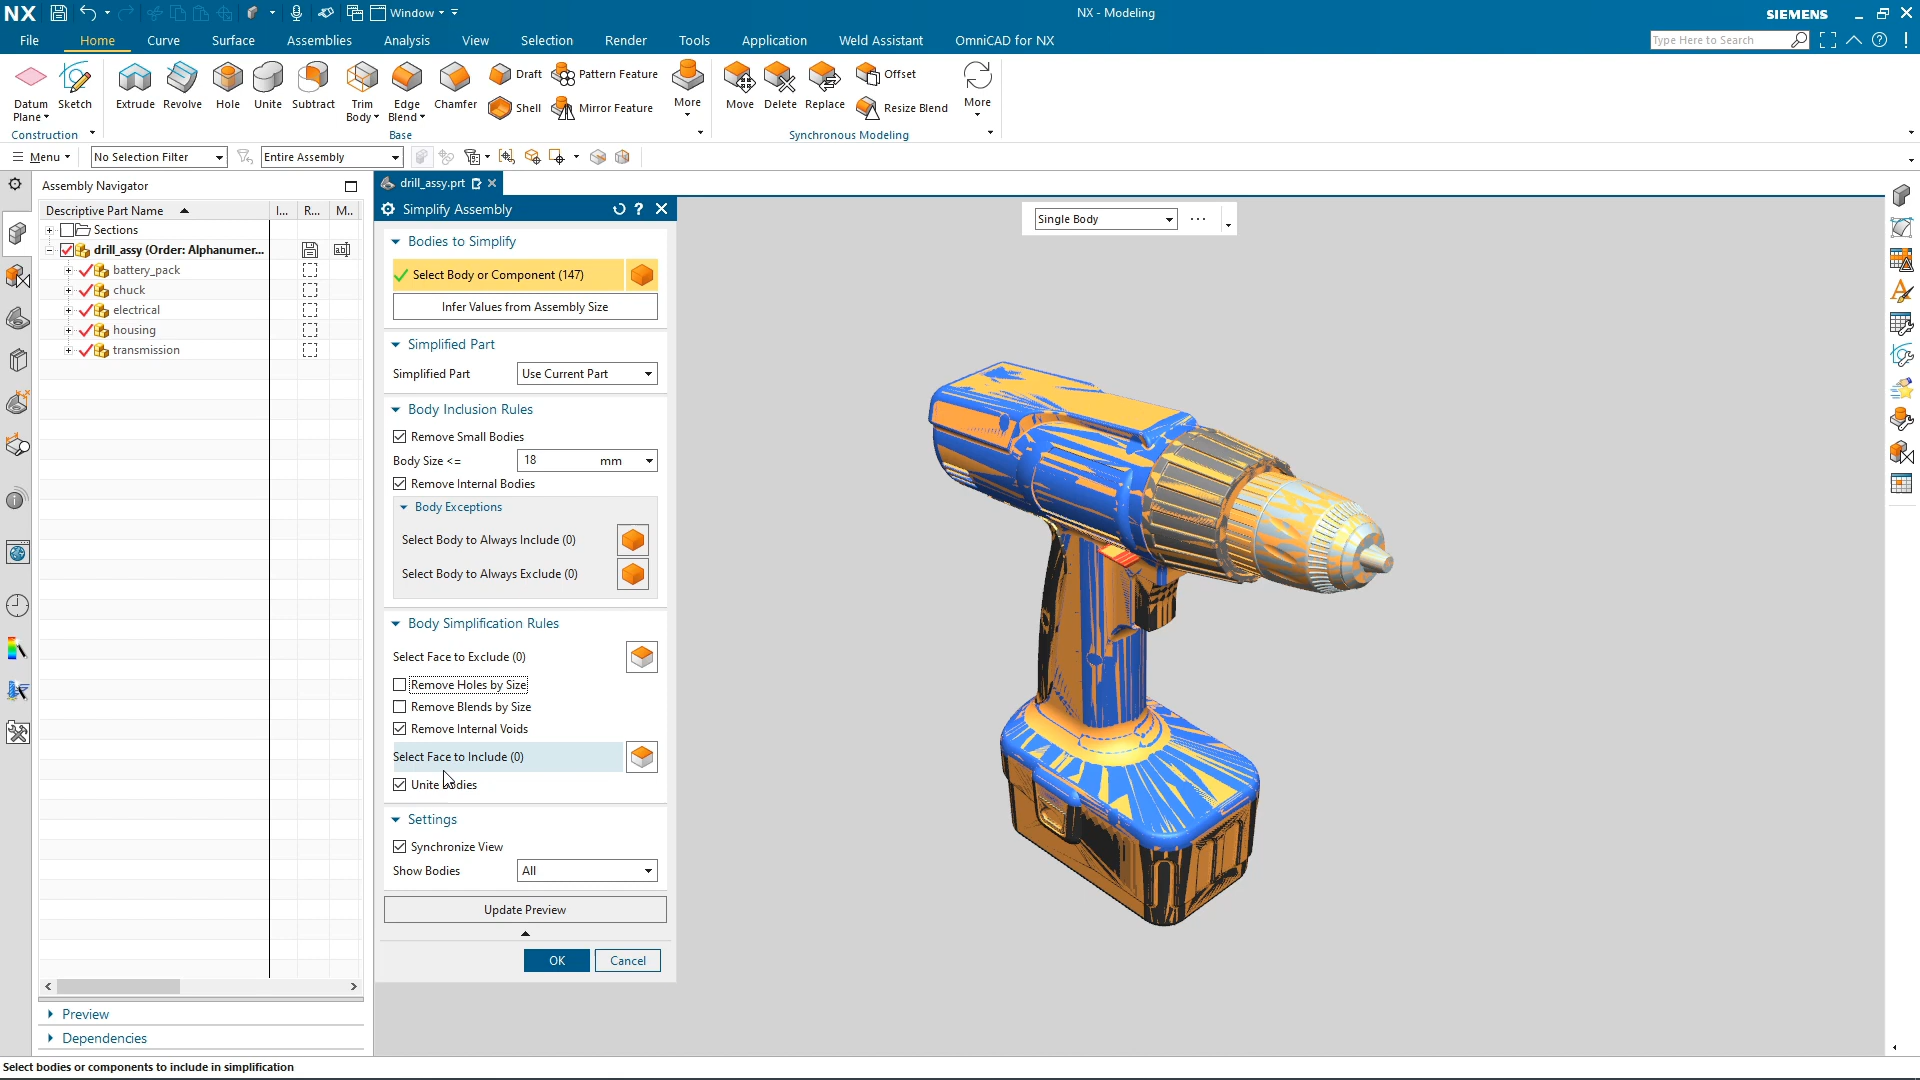 NX
Window
NX - Modeling
SIEMENS
File
Home
Curve
Surface
Assemblies
Analysis
View
Selection
Render
Tools
Application
Weld Assistant
OmniCAD for NX
Type Here to Search
Datum Plane
Sketch
Extrude
Revolve
Hole
Unite
Subtract
Trim Body
Edge Blend
Chamfer
Draft
Shell
Pattern Feature
Mirror Feature
More
Move
Delete
Replace
Offset
Resize Blend
More
Construction
Base
Synchronous Modeling
Menu
No Selection Filter
Entire Assembly
Assembly Navigator
Descriptive Part Name
I...
R...
M..
Sections
drill_assy (Order: Alphanumer...
battery_pack
chuck
electrical
housing
transmission
Preview
Dependencies
drill_assy.prt
Simplify Assembly
Bodies to Simplify
Select Body or Component (147)
Infer Values from Assembly Size
Simplified Part
Simplified Part
Use Current Part
Body Inclusion Rules
Remove Small Bodies
Body Size <=
18 mm
Remove Internal Bodies
Body Exceptions
Select Body to Always Include (0)
Select Body to Always Exclude (0)
Body Simplification Rules
Select Face to Exclude (0)
Remove Holes by Size
Remove Blends by Size
Remove Internal Voids
Select Face to Include (0)
Unite
Settings
Synchronize View
Show Bodies
All
Update Preview
OK
Cancel
Single Body
Select bodies or components to include in simplification